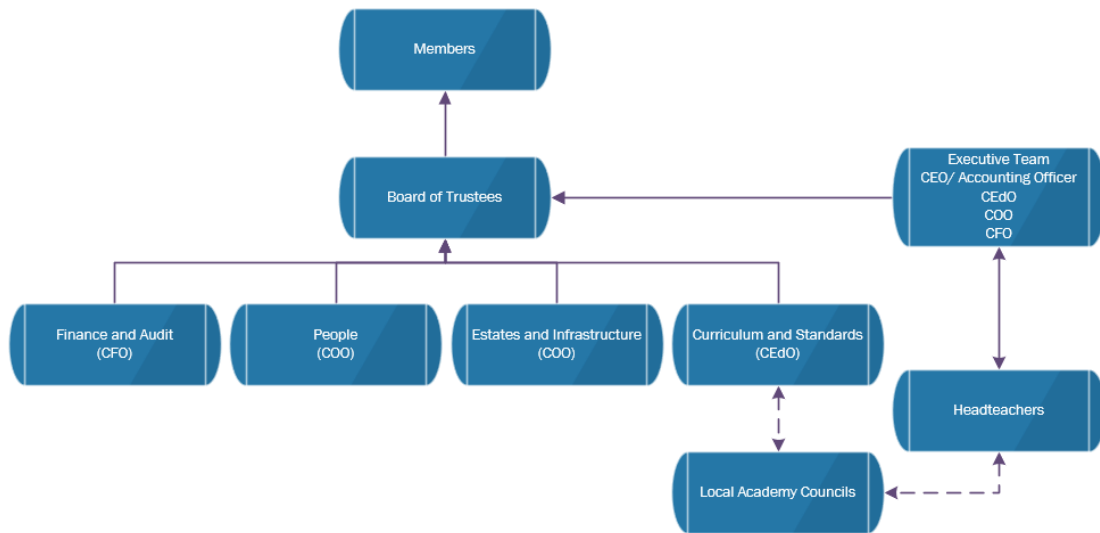 Members
Board of Trustees
Executive Team
CEO/ Accounting Officer
CEdO
COO
CFO
Finance and Audit
(CFO)
People
(COO)
Estates and Infrastructure
(COO)
Curriculum and Standards
(CEdO)
Headteachers
Local Academy Councils